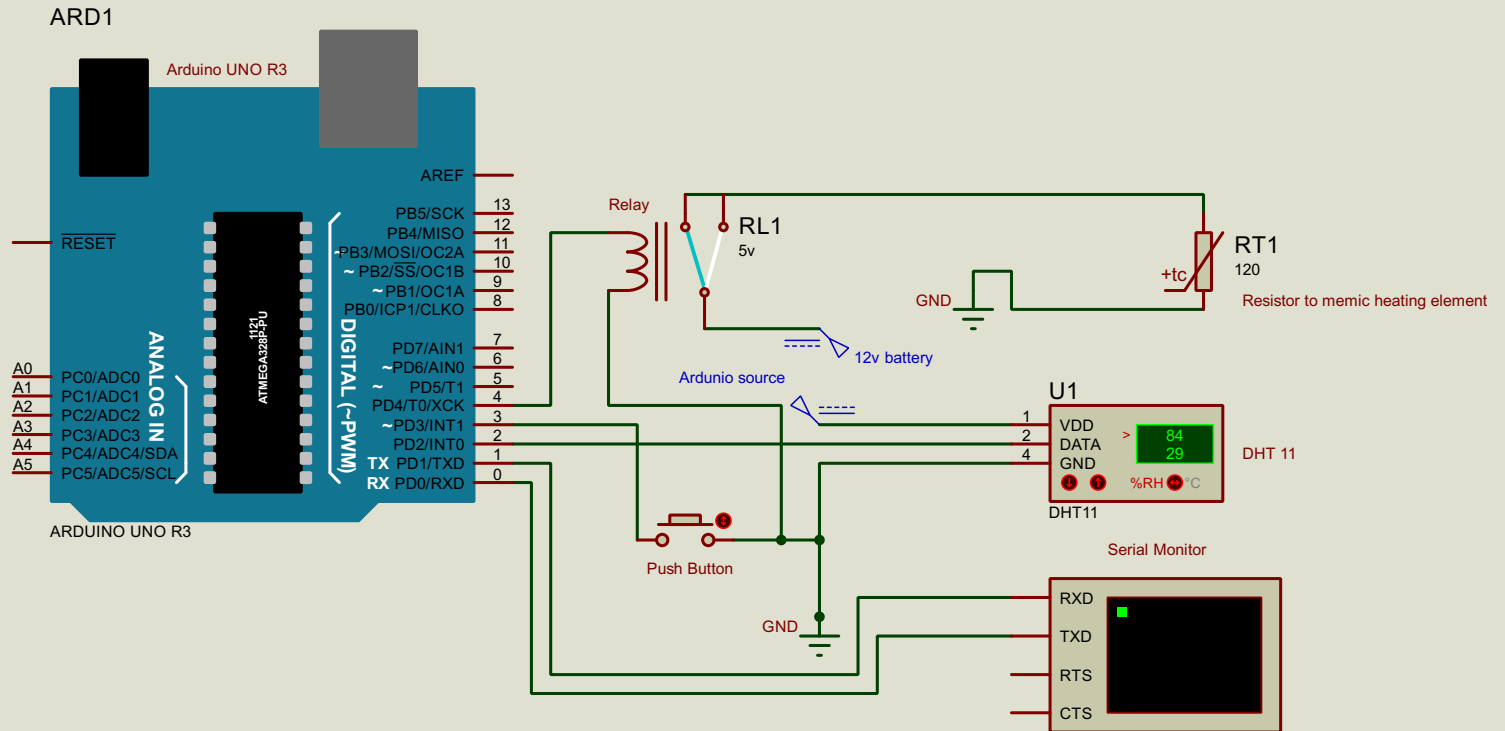 ARD1
Arduino UNO R3
AREF
RESET
PB5/SCK 13
PB4/MISO 12
~PB3/MOSI/OC2A 11
~ PB2/SS/OC1B 10
~ PB1/OC1A 9
PB0/ICP1/CLKO 8
PD7/AIN1 7
~PD6/AIN0 6
~ PD5/T1 5
PD4/T0/XCK 4
~PD3/INT1 3
PD2/INT0 2
TX PD1/TXD 1
RX PD0/RXD 0
A0 PC0/ADC0
A1 PC1/ADC1
A2 PC2/ADC2
A3 PC3/ADC3
A4 PC4/ADC4/SDA
A5 PC5/ADC5/SCL
ANALOG IN
ATMEGA328P-PU
1121
DIGITAL (~PWM)
ARDUINO UNO R3
Relay
RL1
5v
RT1
120
+tc
Resistor to memic heating element
GND
12v battery
Ardunio source
U1
1 VDD
2 DATA
4 GND
>
84
29
%RH °C
DHT 11
DHT11
Push Button
GND
Serial Monitor
RXD
TXD
RTS
CTS